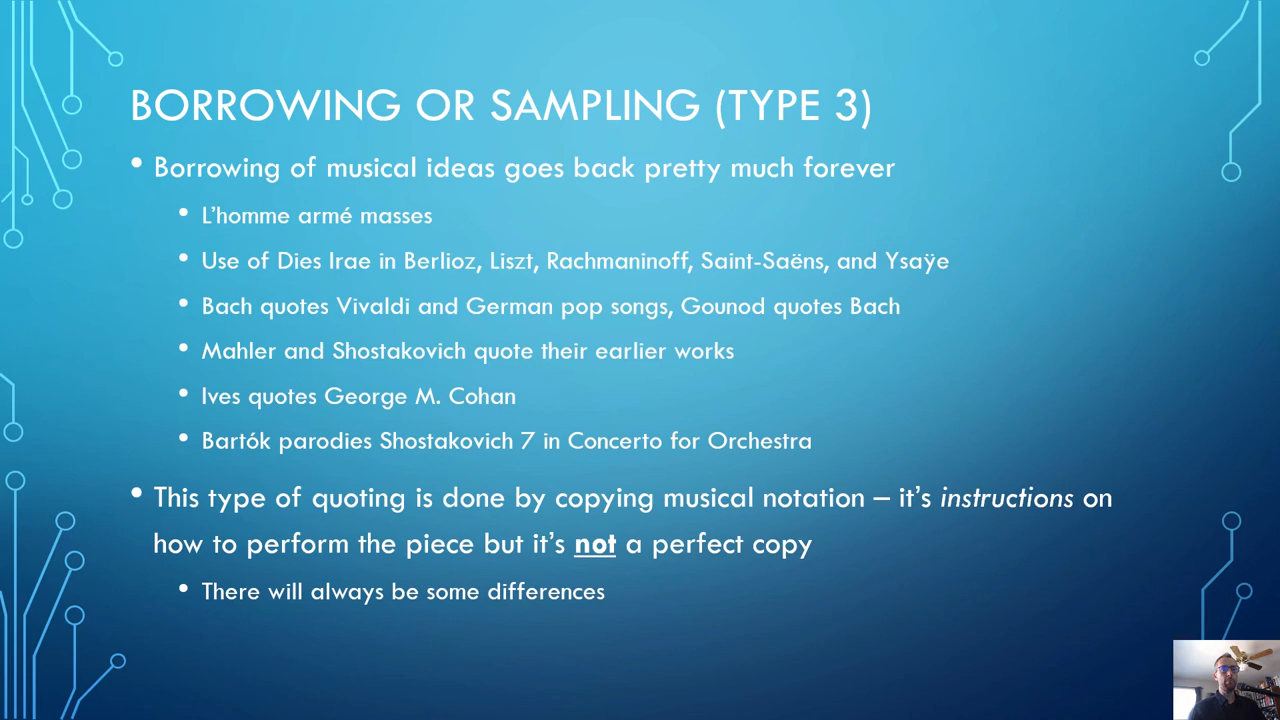 BORROWING OR SAMPLING (TYPE 3)
• Borrowing of musical ideas goes back pretty much forever
• L’homme armé masses
• Use of Dies Irae in Berlioz, Liszt, Rachmaninoff, Saint-Saëns, and Ysaÿe
• Bach quotes Vivaldi and German pop songs, Gounod quotes Bach
• Mahler and Shostakovich quote their earlier works
• Ives quotes George M. Cohan
• Bartók parodies Shostakovich 7 in Concerto for Orchestra
• This type of quoting is done by copying musical notation – it’s instructions on
how to perform the piece but it’s not a perfect copy
• There will always be some differences